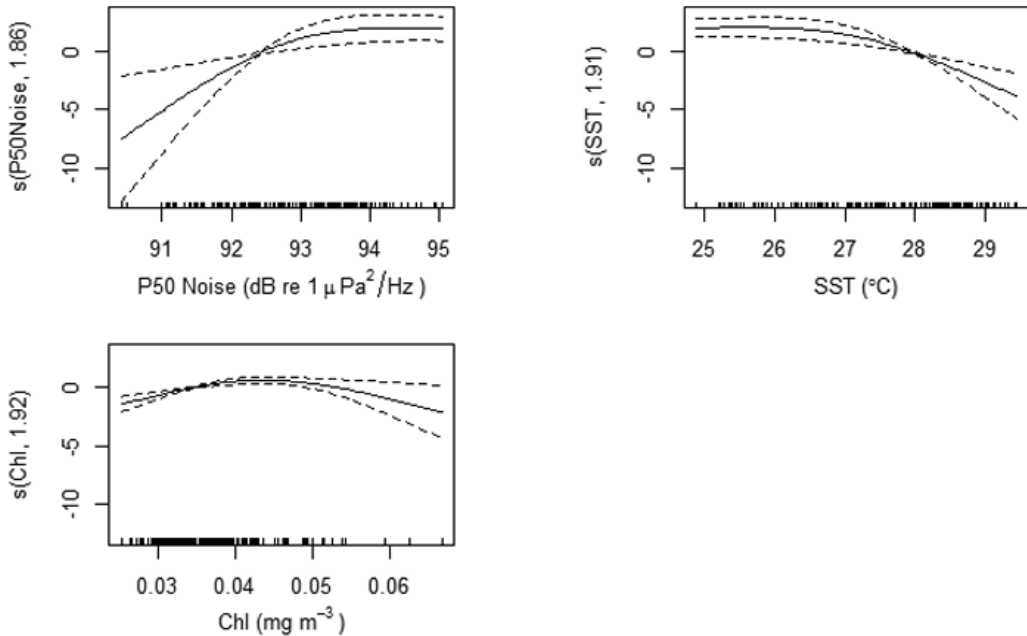 s(P50Noise, 1.86)
0
-5
-10
91 92 93 94 95
P50 Noise (dB re 1 μ Pa²/Hz )
s(SST, 1.91)
0
-5
-10
25 26 27 28 29
SST (°C)
s(Chl, 1.92)
0
-5
-10
0.03 0.04 0.05 0.06
Chl (mg m⁻³)